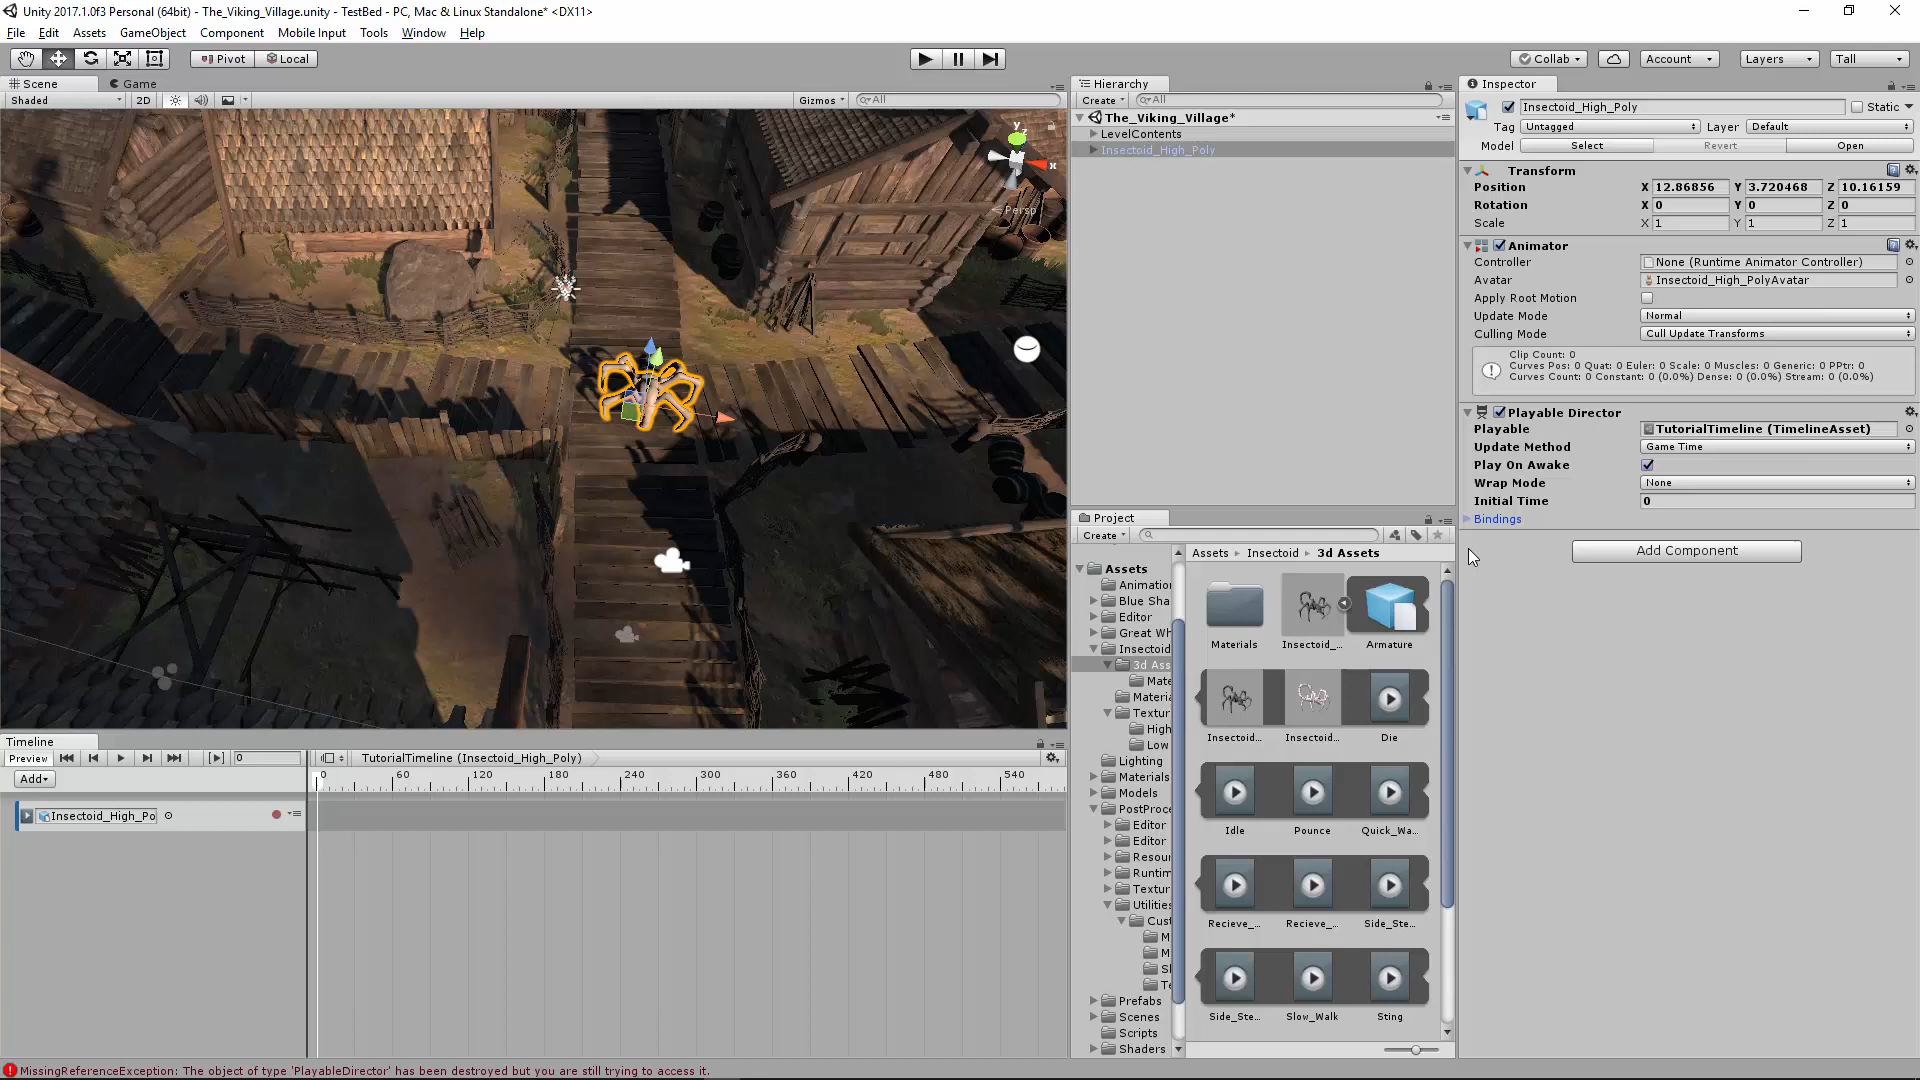 Unity 2017.1.0f3 Personal (64bit) - The_Viking_Village.unity - TestBed - PC, Mac & Linux Standalone* <DX11>
File Edit Assets GameObject Component Mobile Input Tools Window Help
Pivot Local
Collab Account Layers Tall
Scene Game
Shaded 2D Gizmos All
y
z
x
Persp
Hierarchy
Create All
The_Viking_Village*
LevelContents
Insectoid_High_Poly
Project
Create
Assets
Animation
Blue Sha
Editor
Great Wh
Insectoid
3d Ass
Mate
Materia
Textur
High
Low
Lighting
Materials
Models
PostProce
Editor
Editor
Resou
Runtim
Textur
Utilities
Cust
M
M
Sl
Te
Prefabs
Scenes
Scripts
Shaders
Assets Insectoid 3d Assets
Materials Insectoid_... Armature
Insectoid... Insectoid... Die
Idle Pounce Quick_Wa...
Recieve_... Recieve_... Side_Ste...
Side_Ste... Slow_Walk Sting
Inspector
Insectoid_High_Poly Static
Tag Untagged Layer Default
Model Select Revert Open
Transform
Position X 12.86856 Y 3.720468 Z 10.16159
Rotation X 0 Y 0 Z 0
Scale X 1 Y 1 Z 1
Animator
Controller None (Runtime Animator Controller)
Avatar Insectoid_High_PolyAvatar
Apply Root Motion
Update Mode Normal
Culling Mode Cull Update Transforms
Clip Count: 0
Curves Pos: 0 Quat: 0 Euler: 0 Scale: 0 Muscles: 0 Generic: 0 PPtr: 0
Curves Count: 0 Constant: 0 (0.0%) Dense: 0 (0.0%) Stream: 0 (0.0%)
Playable Director
Playable TutorialTimeline (TimelineAsset)
Update Method Game Time
Play On Awake
Wrap Mode None
Initial Time 0
Bindings
Add Component
Timeline
Preview 0 TutorialTimeline (Insectoid_High_Poly)
Add
0 60 120 180 240 300 360 420 480 540
Insectoid_High_Po
MissingReferenceException: The object of type 'PlayableDirector' has been destroyed but you are still trying to access it.